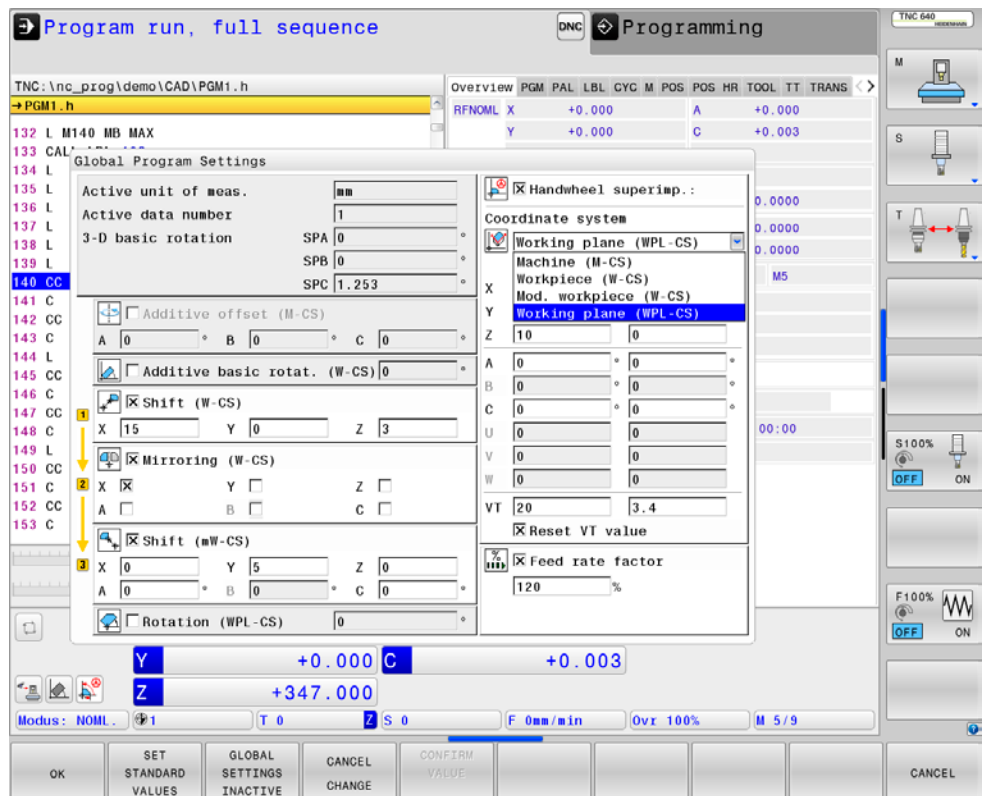 Program run, full sequence
DNC
Programming
TNC 640
HEIDENHAIN
TNC:\nc_prog\demo\CAD\PGM1.h
→PGM1.h
Overview PGM PAL LBL CYC M POS POS HR TOOL TT TRANS
RFNOML X +0.000 A +0.000
Y +0.000 C +0.003
132 L M140 MB MAX
133 CALL
134 L
135 L
136 L
137 L
138 L
139 L
140 CC
141 C
142 CC
143 C
144 L
145 CC
146 C
147 CC
148 C
149 L
150 CC
151 C
152 CC
153 C
Global Program Settings
Active unit of meas. mm
Active data number 1
3-D basic rotation SPA 0 °
SPB 0 °
SPC 1.253 °
Additive offset (M-CS)
A 0 ° B 0 ° C 0 °
Additive basic rotat. (W-CS) 0 °
1
Shift (W-CS)
X 15 Y 0 Z 3
Mirroring (W-CS)
2 X Y Z
A B C
Shift (mW-CS)
3 X 0 Y 5 Z 0
A 0 ° B 0 ° C 0 °
Rotation (WPL-CS) 0 °
Handwheel superimp.:
Coordinate system
Working plane (WPL-CS)
Machine (M-CS)
Workpiece (W-CS)
Mod. workpiece (W-CS)
Working plane (WPL-CS)
X
Y
Z 10 0
A 0 ° 0 °
B 0 ° 0 °
C 0 ° 0 °
U 0 0
V 0 0
W 0 0
VT 20 3.4
Reset VT value
% Feed rate factor
120 %
0.0000
0.0000
0.0000
M5
00:00
Y +0.000 C +0.003
Z +347.000
Modus: NOML. 1 T 0 Z S 0 F 0mm/min Ovr 100% M 5/9
OK
SET STANDARD VALUES
GLOBAL SETTINGS INACTIVE
CANCEL CHANGE
CONFIRM VALUE
CANCEL
M
S
T
S100%
OFF ON
F100%
OFF ON